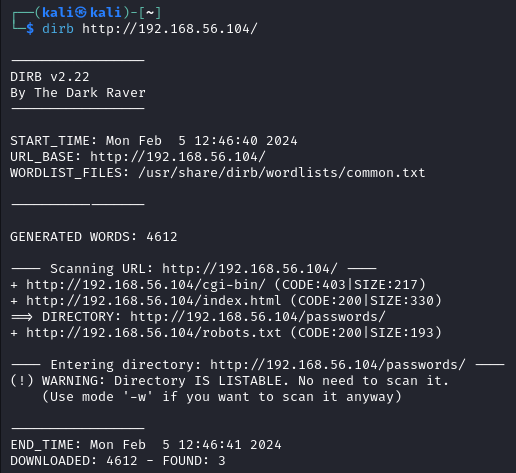 ┌──(kali㉿kali)-[~]
└─$ dirb http://192.168.56.104/
-----------------
DIRB v2.22
By The Dark Raver
-----------------
START_TIME: Mon Feb  5 12:46:40 2024
URL_BASE: http://192.168.56.104/
WORDLIST_FILES: /usr/share/dirb/wordlists/common.txt
-----------------
GENERATED WORDS: 4612
---- Scanning URL: http://192.168.56.104/ ----
+ http://192.168.56.104/cgi-bin/ (CODE:403|SIZE:217)
+ http://192.168.56.104/index.html (CODE:200|SIZE:330)
==> DIRECTORY: http://192.168.56.104/passwords/
+ http://192.168.56.104/robots.txt (CODE:200|SIZE:193)
---- Entering directory: http://192.168.56.104/passwords/ ----
(!) WARNING: Directory IS LISTABLE. No need to scan it.
    (Use mode '-w' if you want to scan it anyway)
-----------------
END_TIME: Mon Feb  5 12:46:41 2024
DOWNLOADED: 4612 - FOUND: 3